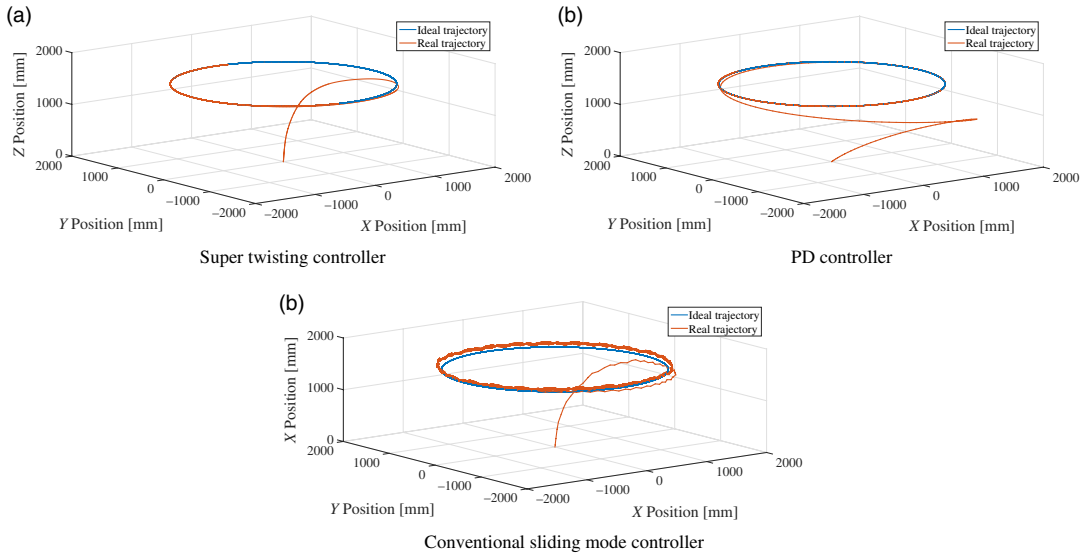 (a)
Ideal trajectory
Real trajectory
2000
1000
0
Z Position [mm]
2000
1000
0
−1000
−2000
Y Position [mm]
−2000
−1000
0
1000
2000
X Position [mm]
Super twisting controller
(b)
Ideal trajectory
Real trajectory
2000
1000
0
Z Position [mm]
2000
1000
0
−1000
−2000
Y Position [mm]
−2000
−1000
0
1000
2000
X Position [mm]
PD controller
(b)
Ideal trajectory
Real trajectory
2000
1000
0
X Position [mm]
2000
1000
0
−1000
−2000
Y Position [mm]
−2000
−1000
0
1000
2000
X Position [mm]
Conventional sliding mode controller